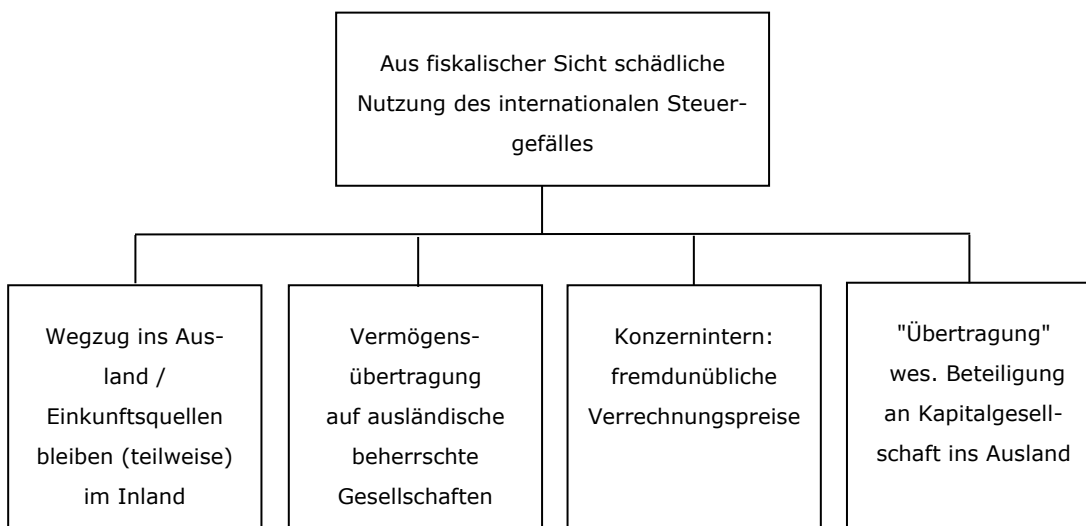 Aus fiskalischer Sicht schädliche
Nutzung des internationalen Steuer-
gefälles
Wegzug ins Aus-
land /
Einkunftsquellen
bleiben (teilweise)
im Inland
Vermögens-
übertragung
auf ausländische
beherrschte
Gesellschaften
Konzernintern:
fremdunübliche
Verrechnungspreise
"Übertragung"
wes. Beteiligung
an Kapitalgesell-
schaft ins Ausland